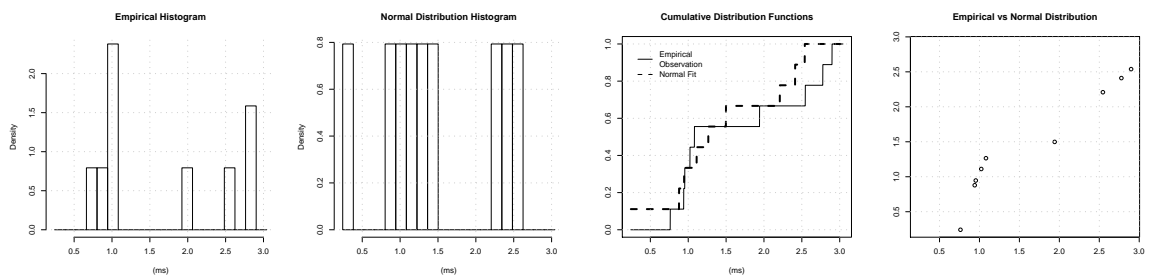 Empirical Histogram
Density
0.0 0.5 1.0 1.5 2.0
0.5 1.0 1.5 2.0 2.5 3.0
(ms)
Normal Distribution Histogram
Density
0.0 0.2 0.4 0.6 0.8
0.5 1.0 1.5 2.0 2.5 3.0
(ms)
Cumulative Distribution Functions
Empirical
Observation
Normal Fit
0.0 0.2 0.4 0.6 0.8 1.0
0.5 1.0 1.5 2.0 2.5 3.0
(ms)
Empirical vs Normal Distribution
0.5 1.0 1.5 2.0 2.5 3.0
0.5 1.0 1.5 2.0 2.5 3.0